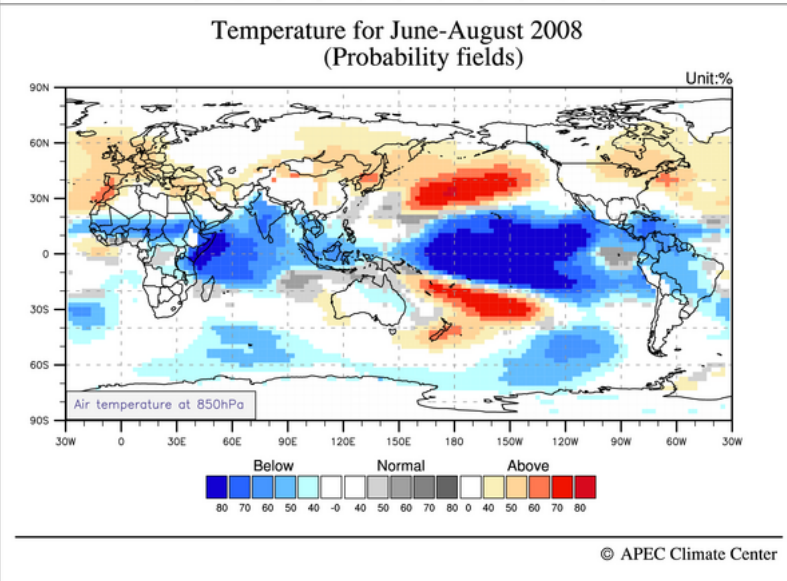 Temperature for June-August 2008
(Probability fields)
Unit:%
90N
60N
30N
0
30S
60S
90S
Air temperature at 850hPa
30W 0 30E 60E 90E 120E 150E 180 150W 120W 90W 60W 30W
Below Normal Above
80 70 60 50 40 -0 40 50 60 70 80 0 40 50 60 70 80
© APEC Climate Center